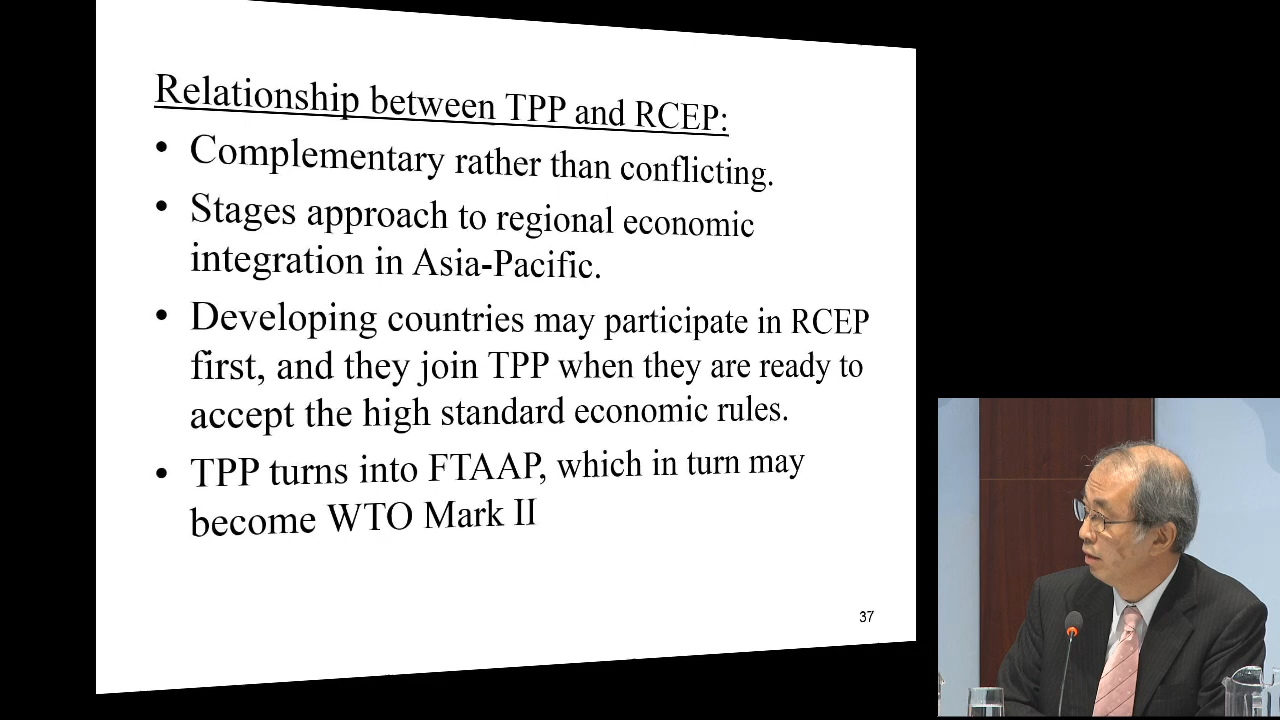 Relationship between TPP and RCEP:
• Complementary rather than conflicting.
• Stages approach to regional economic
integration in Asia-Pacific.
• Developing countries may participate in RCEP
first, and they join TPP when they are ready to
accept the high standard economic rules.
• TPP turns into FTAAP, which in turn may
become WTO Mark II
37